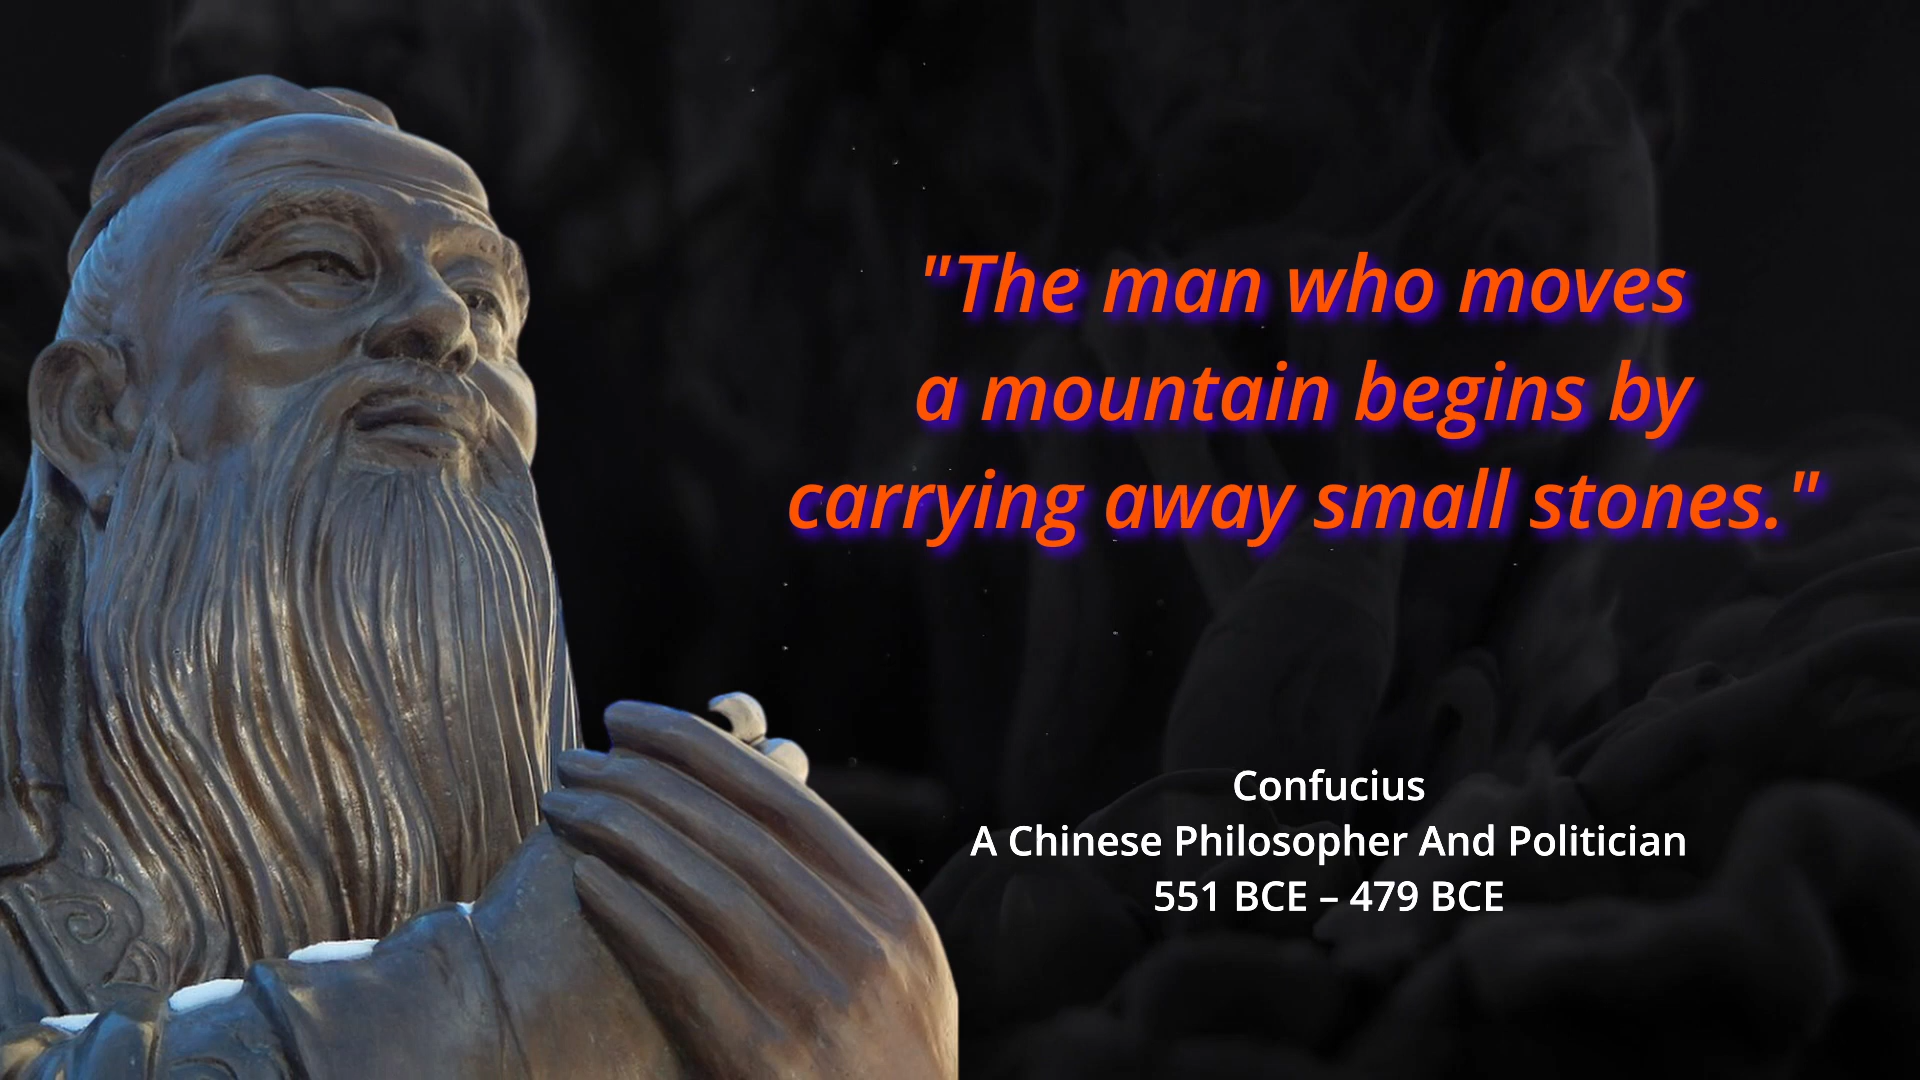 "The man who moves
a mountain begins by
carrying away small stones."
Confucius
A Chinese Philosopher And Politician
551 BCE – 479 BCE